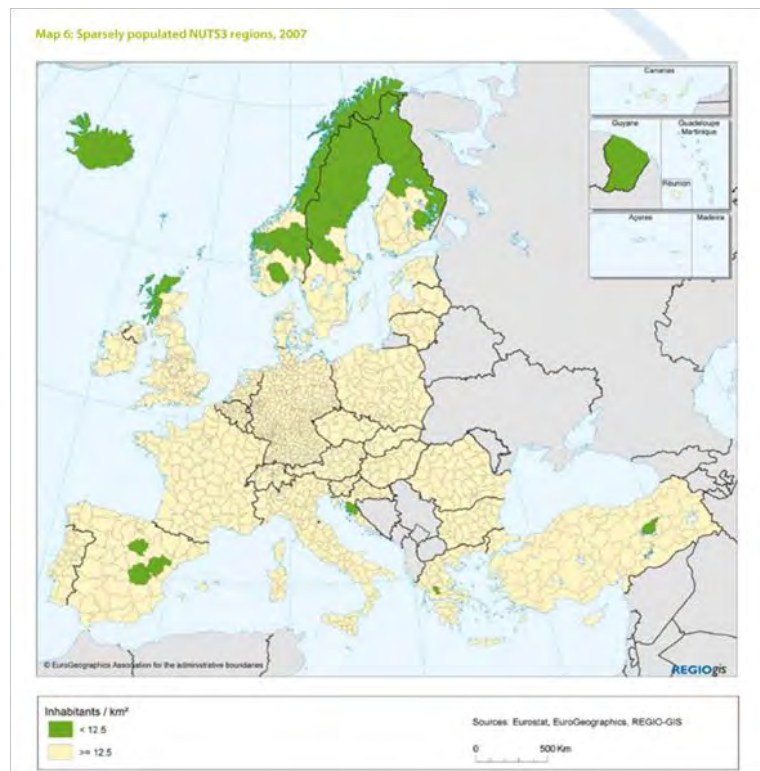 Map 6: Sparsely populated NUTS3 regions, 2007
Canarias
Guyane
Guadeloupe
Martinique
Réunion
Açores
Madeira
© EuroGeographics Association for the administrative boundaries
REGIOgis
Inhabitants / km²
< 12.5
>= 12.5
Sources: Eurostat, EuroGeographics, REGIO-GIS
0 500 Km